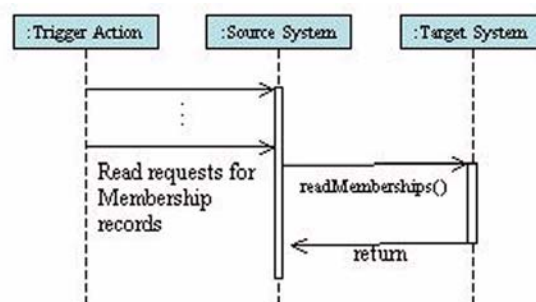 :Trigger Action
:Source System
:Target System
Read requests for
Membership
records
readMemberships()
return